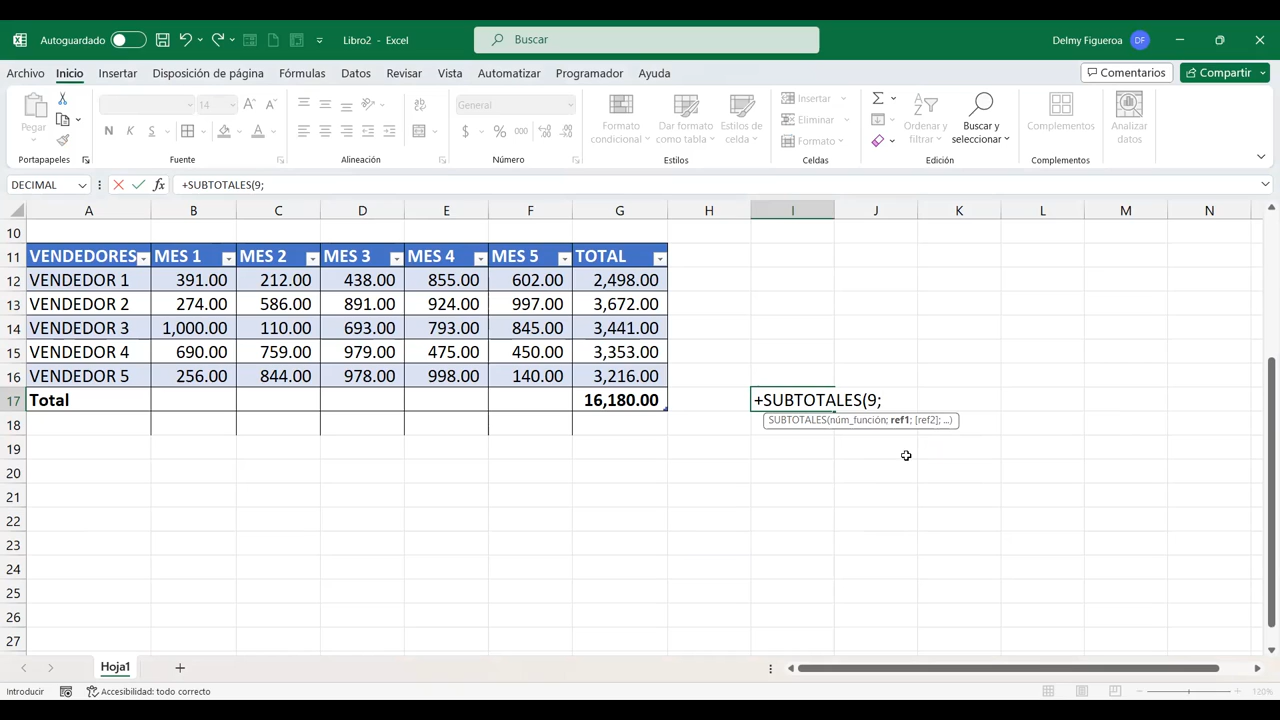 Autoguardado
Libro2 - Excel
Buscar
Delmy Figueroa DF
Archivo Inicio Insertar Disposición de página Fórmulas Datos Revisar Vista Automatizar Programador Ayuda Comentarios Compartir
Pegar
Portapapeles
14 A A
N K S A
Fuente
ab
Alineación
General
$ % 000
Número
Formato condicional
Dar formato como tabla
Estilos de celda
Estilos
Insertar
Eliminar
Formato
Celdas
Ordenar y filtrar
Buscar y seleccionar
Edición
Complementos
Complementos
Analizar datos
DECIMAL fx +SUBTOTALES(9;
A B C D E F G H I J K L M N
10
11 VENDEDORES MES 1 MES 2 MES 3 MES 4 MES 5 TOTAL
12 VENDEDOR 1 391.00 212.00 438.00 855.00 602.00 2,498.00
13 VENDEDOR 2 274.00 586.00 891.00 924.00 997.00 3,672.00
14 VENDEDOR 3 1,000.00 110.00 693.00 793.00 845.00 3,441.00
15 VENDEDOR 4 690.00 759.00 979.00 475.00 450.00 3,353.00
16 VENDEDOR 5 256.00 844.00 978.00 998.00 140.00 3,216.00
17 Total 16,180.00 +SUBTOTALES(9;
18 SUBTOTALES(núm_función; ref1; [ref2]; ...)
19
20
21
22
23
24
25
26
27
Hoja1
Introducir Accesibilidad: todo correcto 120%